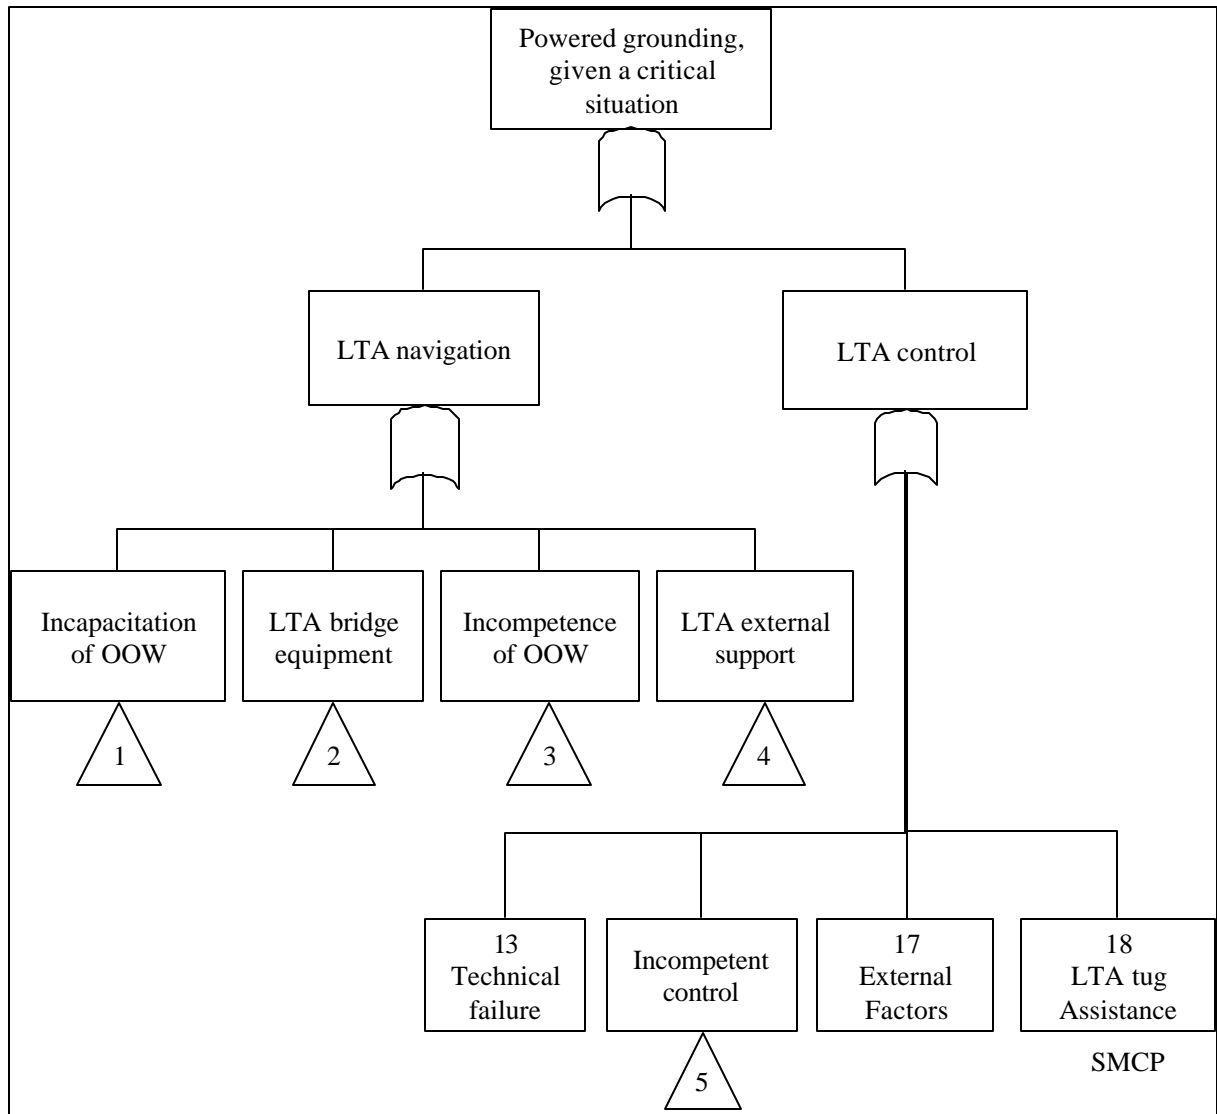 Powered grounding,
given a critical
situation
LTA navigation
LTA control
Incapacitation
of OOW
LTA bridge
equipment
Incompetence
of OOW
LTA external
support
1
2
3
4
13
Technical
failure
Incompetent
control
17
External
Factors
18
LTA tug
Assistance
SMCP
5